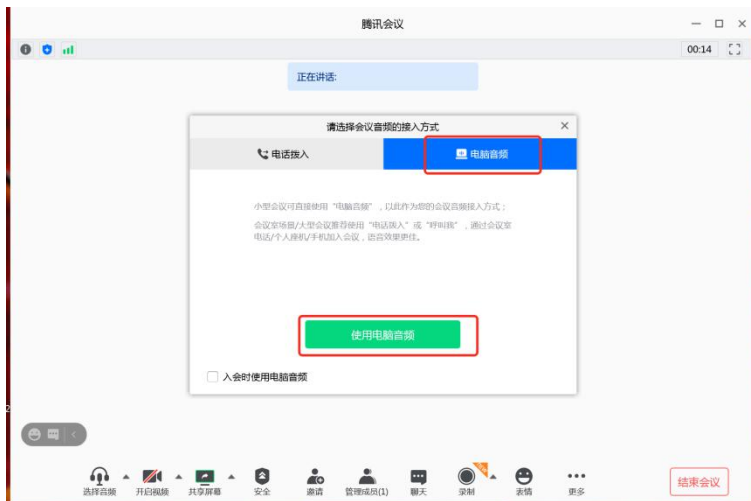 腾讯会议
00:14
正在讲话:
请选择会议音频的接入方式
电话拨入
电脑音频
小型会议可直接使用“电脑音频”，以此作为您的会议音频接入方式；
会议室场景/大型会议推荐使用“电话拨入”或“呼叫我”，通过会议室
电话/个人座机/手机加入会议，语音效果更佳。
使用电脑音频
入会时使用电脑音频
2
选择音频
开启视频
共享屏幕
安全
邀请
管理成员(1)
聊天
录制
表情
更多
结束会议